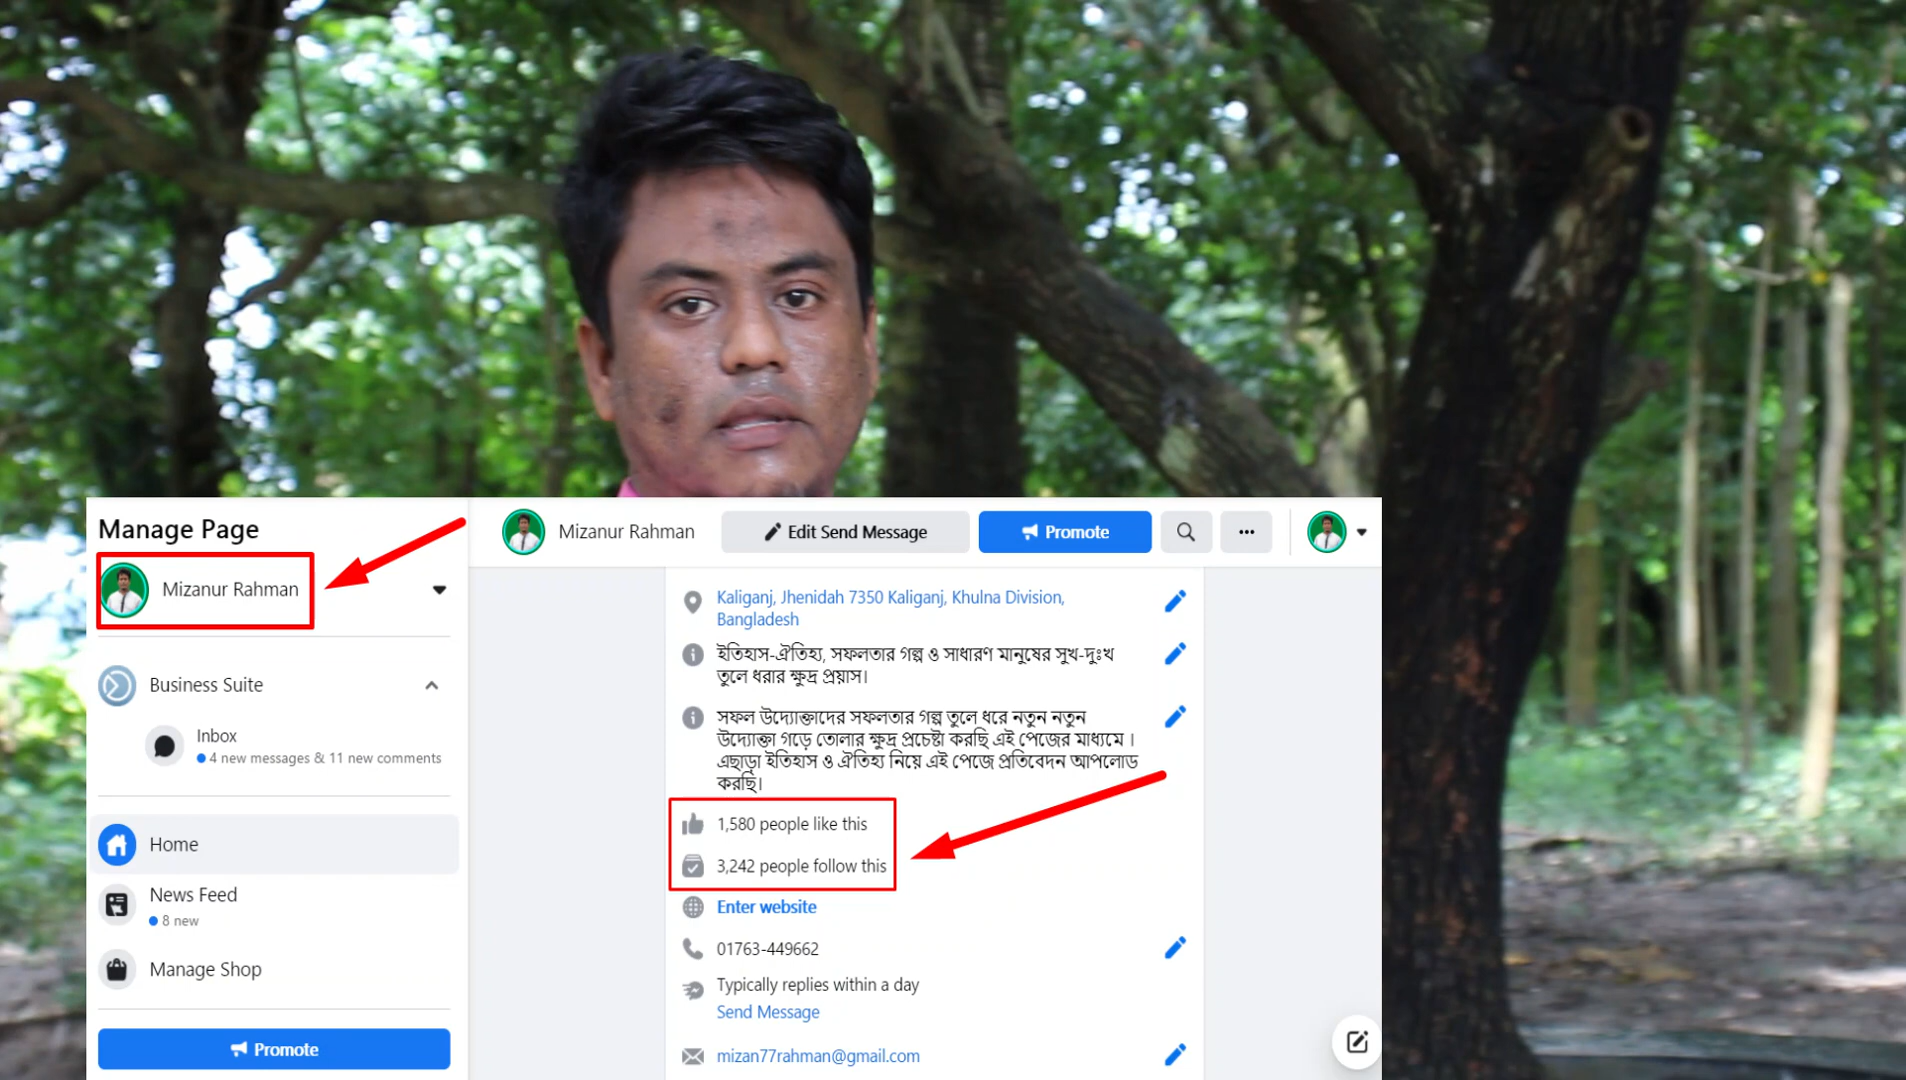 Manage Page
Mizanur Rahman
Business Suite
Inbox
4 new messages & 11 new comments
Home
News Feed
8 new
Manage Shop
Promote
Mizanur Rahman
Edit Send Message
Promote
Kaliganj, Jhenidah 7350 Kaliganj, Khulna Division,
Bangladesh
ইতিহাস-ঐতিহ্য, সফলতার গল্প ও সাধারণ মানুষের সুখ-দুঃখ
তুলে ধরার ক্ষুদ্র প্রয়াস।
সফল উদ্যোক্তাদের সফলতার গল্প তুলে ধরে নতুন নতুন
উদ্যোক্তা গড়ে তোলার ক্ষুদ্র প্রচেষ্টা করছি এই পেজের মাধ্যমে ।
এছাড়া ইতিহাস ও ঐতিহ্য নিয়ে এই পেজে প্রতিবেদন আপলোড
করছি।
1,580 people like this
3,242 people follow this
Enter website
01763-449662
Typically replies within a day
Send Message
mizan77rahman@gmail.com